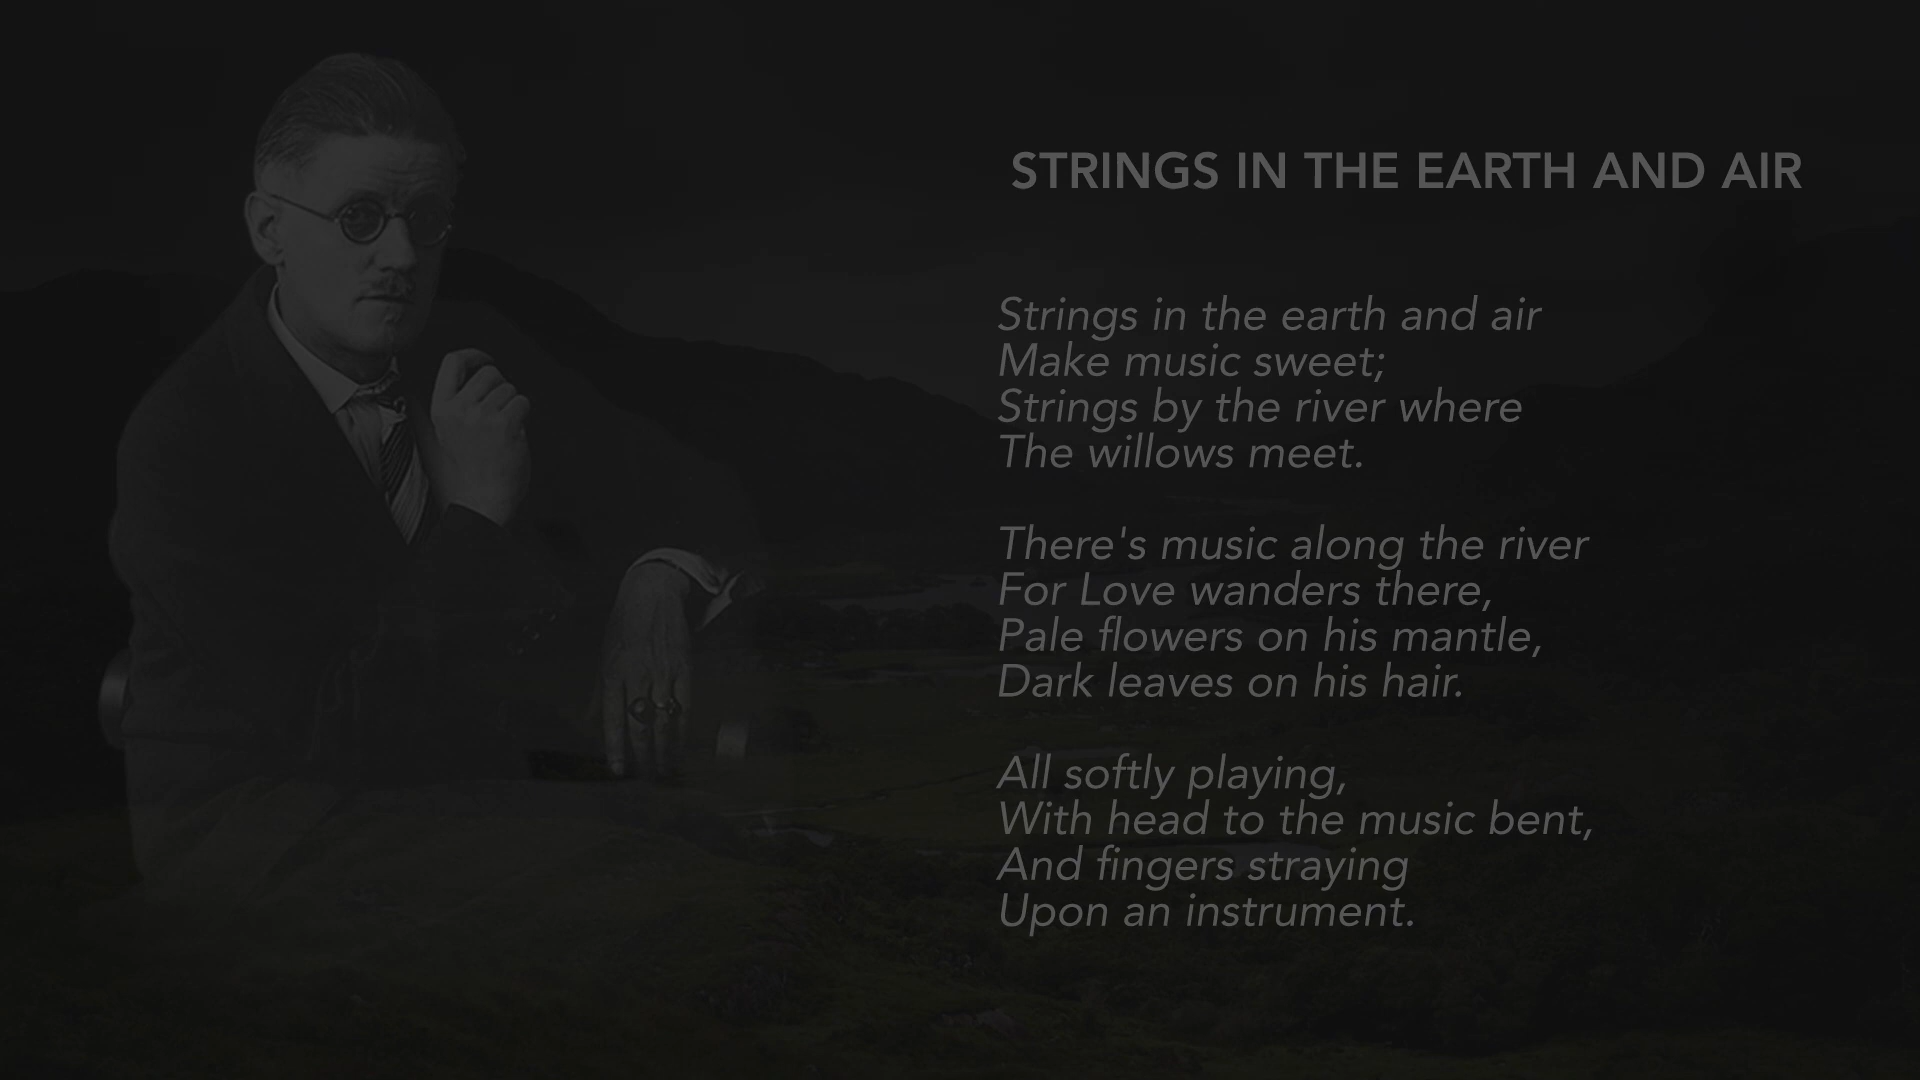 STRINGS IN THE EARTH AND AIR
Strings in the earth and air
Make music sweet;
Strings by the river where
The willows meet.
There's music along the river
For Love wanders there,
Pale flowers on his mantle,
Dark leaves on his hair.
All softly playing,
With head to the music bent,
And fingers straying
Upon an instrument.